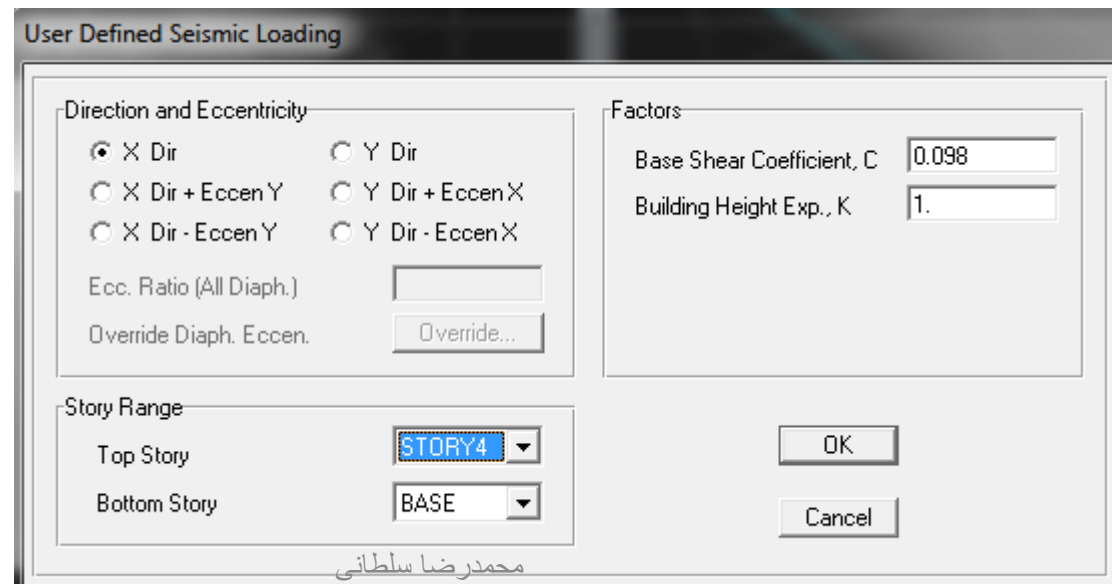 User Defined Seismic Loading
Direction and Eccentricity
X Dir
Y Dir
X Dir + Eccen Y
Y Dir + Eccen X
X Dir - Eccen Y
Y Dir - Eccen X
Ecc. Ratio (All Diaph.)
Override Diaph. Eccen.
Override...
Factors
Base Shear Coefficient, C
0.098
Building Height Exp., K
1.
Story Range
Top Story
STORY4
Bottom Story
BASE
OK
Cancel
محمدرضا سلطانی